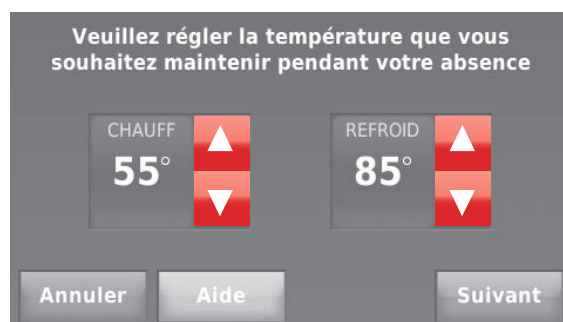 Veuillez régler la température que vous
souhaitez maintenir pendant votre absence
CHAUFF
55°
REFROID
85°
Annuler
Aide
Suivant